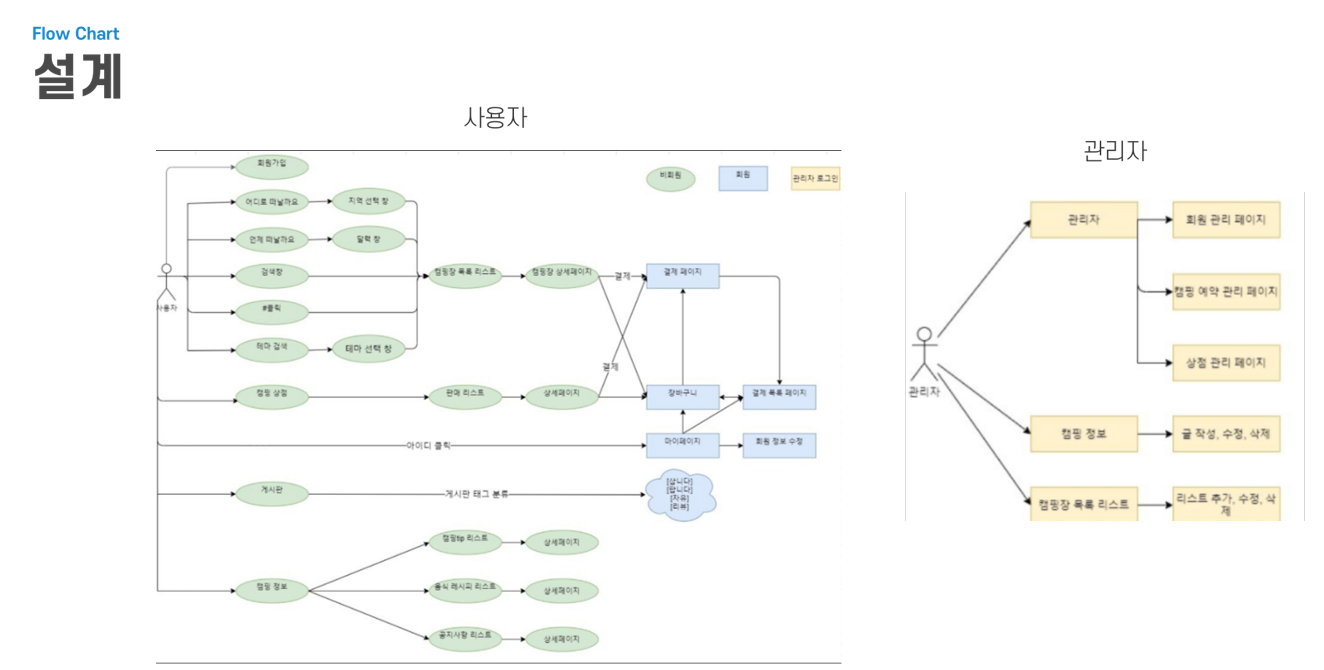 Flow Chart
설계
사용자
관리자
회원가입
비회원
회원
관리자 로그인
어디로 떠날까요
지역 선택 창
언제 떠날까요
달력 창
검색창
캠핑장 목록 리스트
캠핑장 상세페이지
결제
결제 페이지
사용자
#클릭
테마 검색
테마 선택 창
결제
캠핑 상점
판매 리스트
상세페이지
장바구니
결제 목록 페이지
아이디 클릭
마이페이지
회원 정보 수정
게시판
게시판 태그 분류
[삽니다]
[팝니다]
[자유]
[리뷰]
캠핑tip 리스트
상세페이지
캠핑 정보
음식 레시피 리스트
상세페이지
공지사항 리스트
상세페이지
관리자
회원 관리 페이지
캠핑 예약 관리 페이지
상점 관리 페이지
관리자
캠핑 정보
글 작성, 수정, 삭제
캠핑장 목록 리스트
리스트 추가, 수정, 삭
제